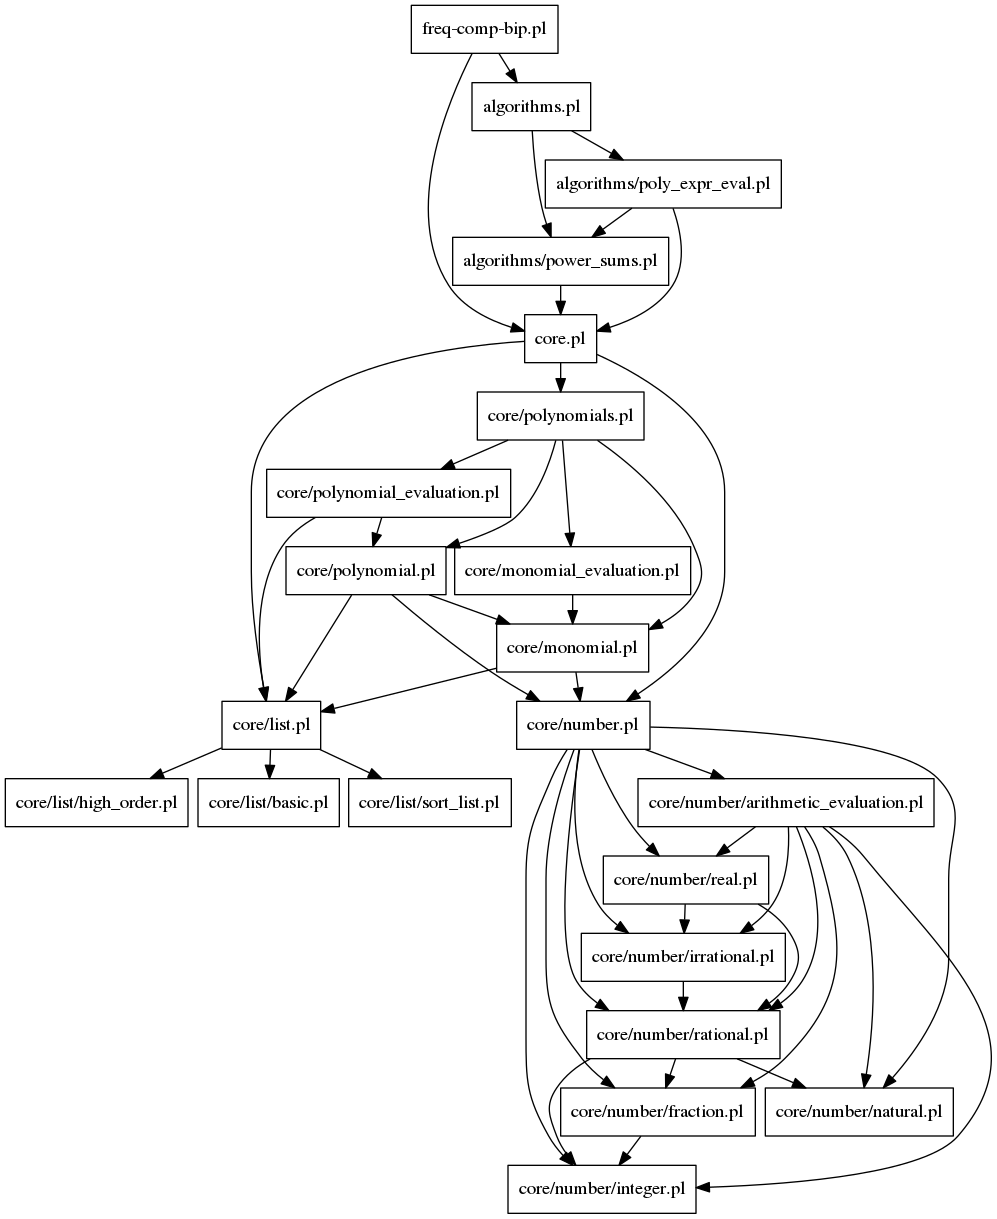 freq-comp-bip.pl
algorithms.pl
algorithms/poly_expr_eval.pl
algorithms/power_sums.pl
core.pl
core/polynomials.pl
core/polynomial_evaluation.pl
core/polynomial.pl
core/monomial_evaluation.pl
core/monomial.pl
core/list.pl
core/number.pl
core/list/high_order.pl
core/list/basic.pl
core/list/sort_list.pl
core/number/arithmetic_evaluation.pl
core/number/real.pl
core/number/irrational.pl
core/number/rational.pl
core/number/fraction.pl
core/number/natural.pl
core/number/integer.pl